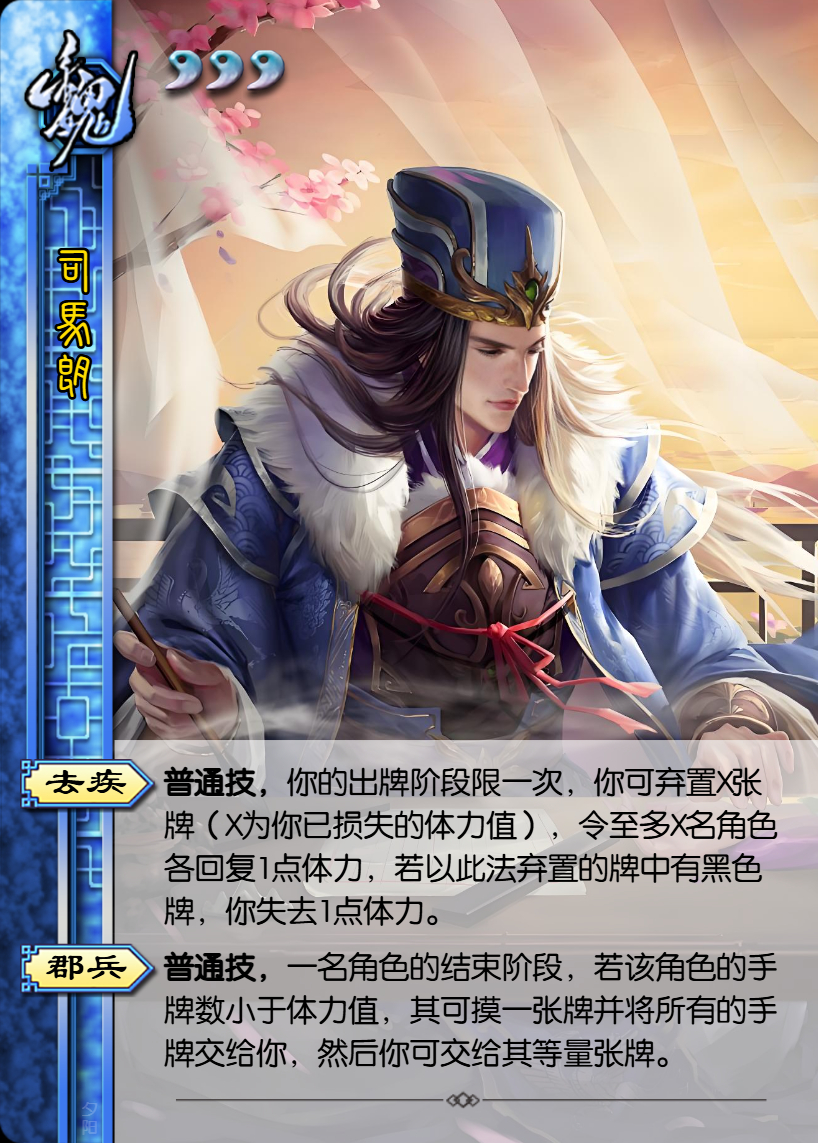 魏
司馬朗
去疾
普通技，你的出牌阶段限一次，你可弃置X张
牌（X为你已损失的体力值），令至多X名角色
各回复1点体力，若以此法弃置的牌中有黑色
牌，你失去1点体力。
郡兵
普通技，一名角色的结束阶段，若该角色的手
牌数小于体力值，其可摸一张牌并将所有的手
牌交给你，然后你可交给其等量张牌。
夕阳